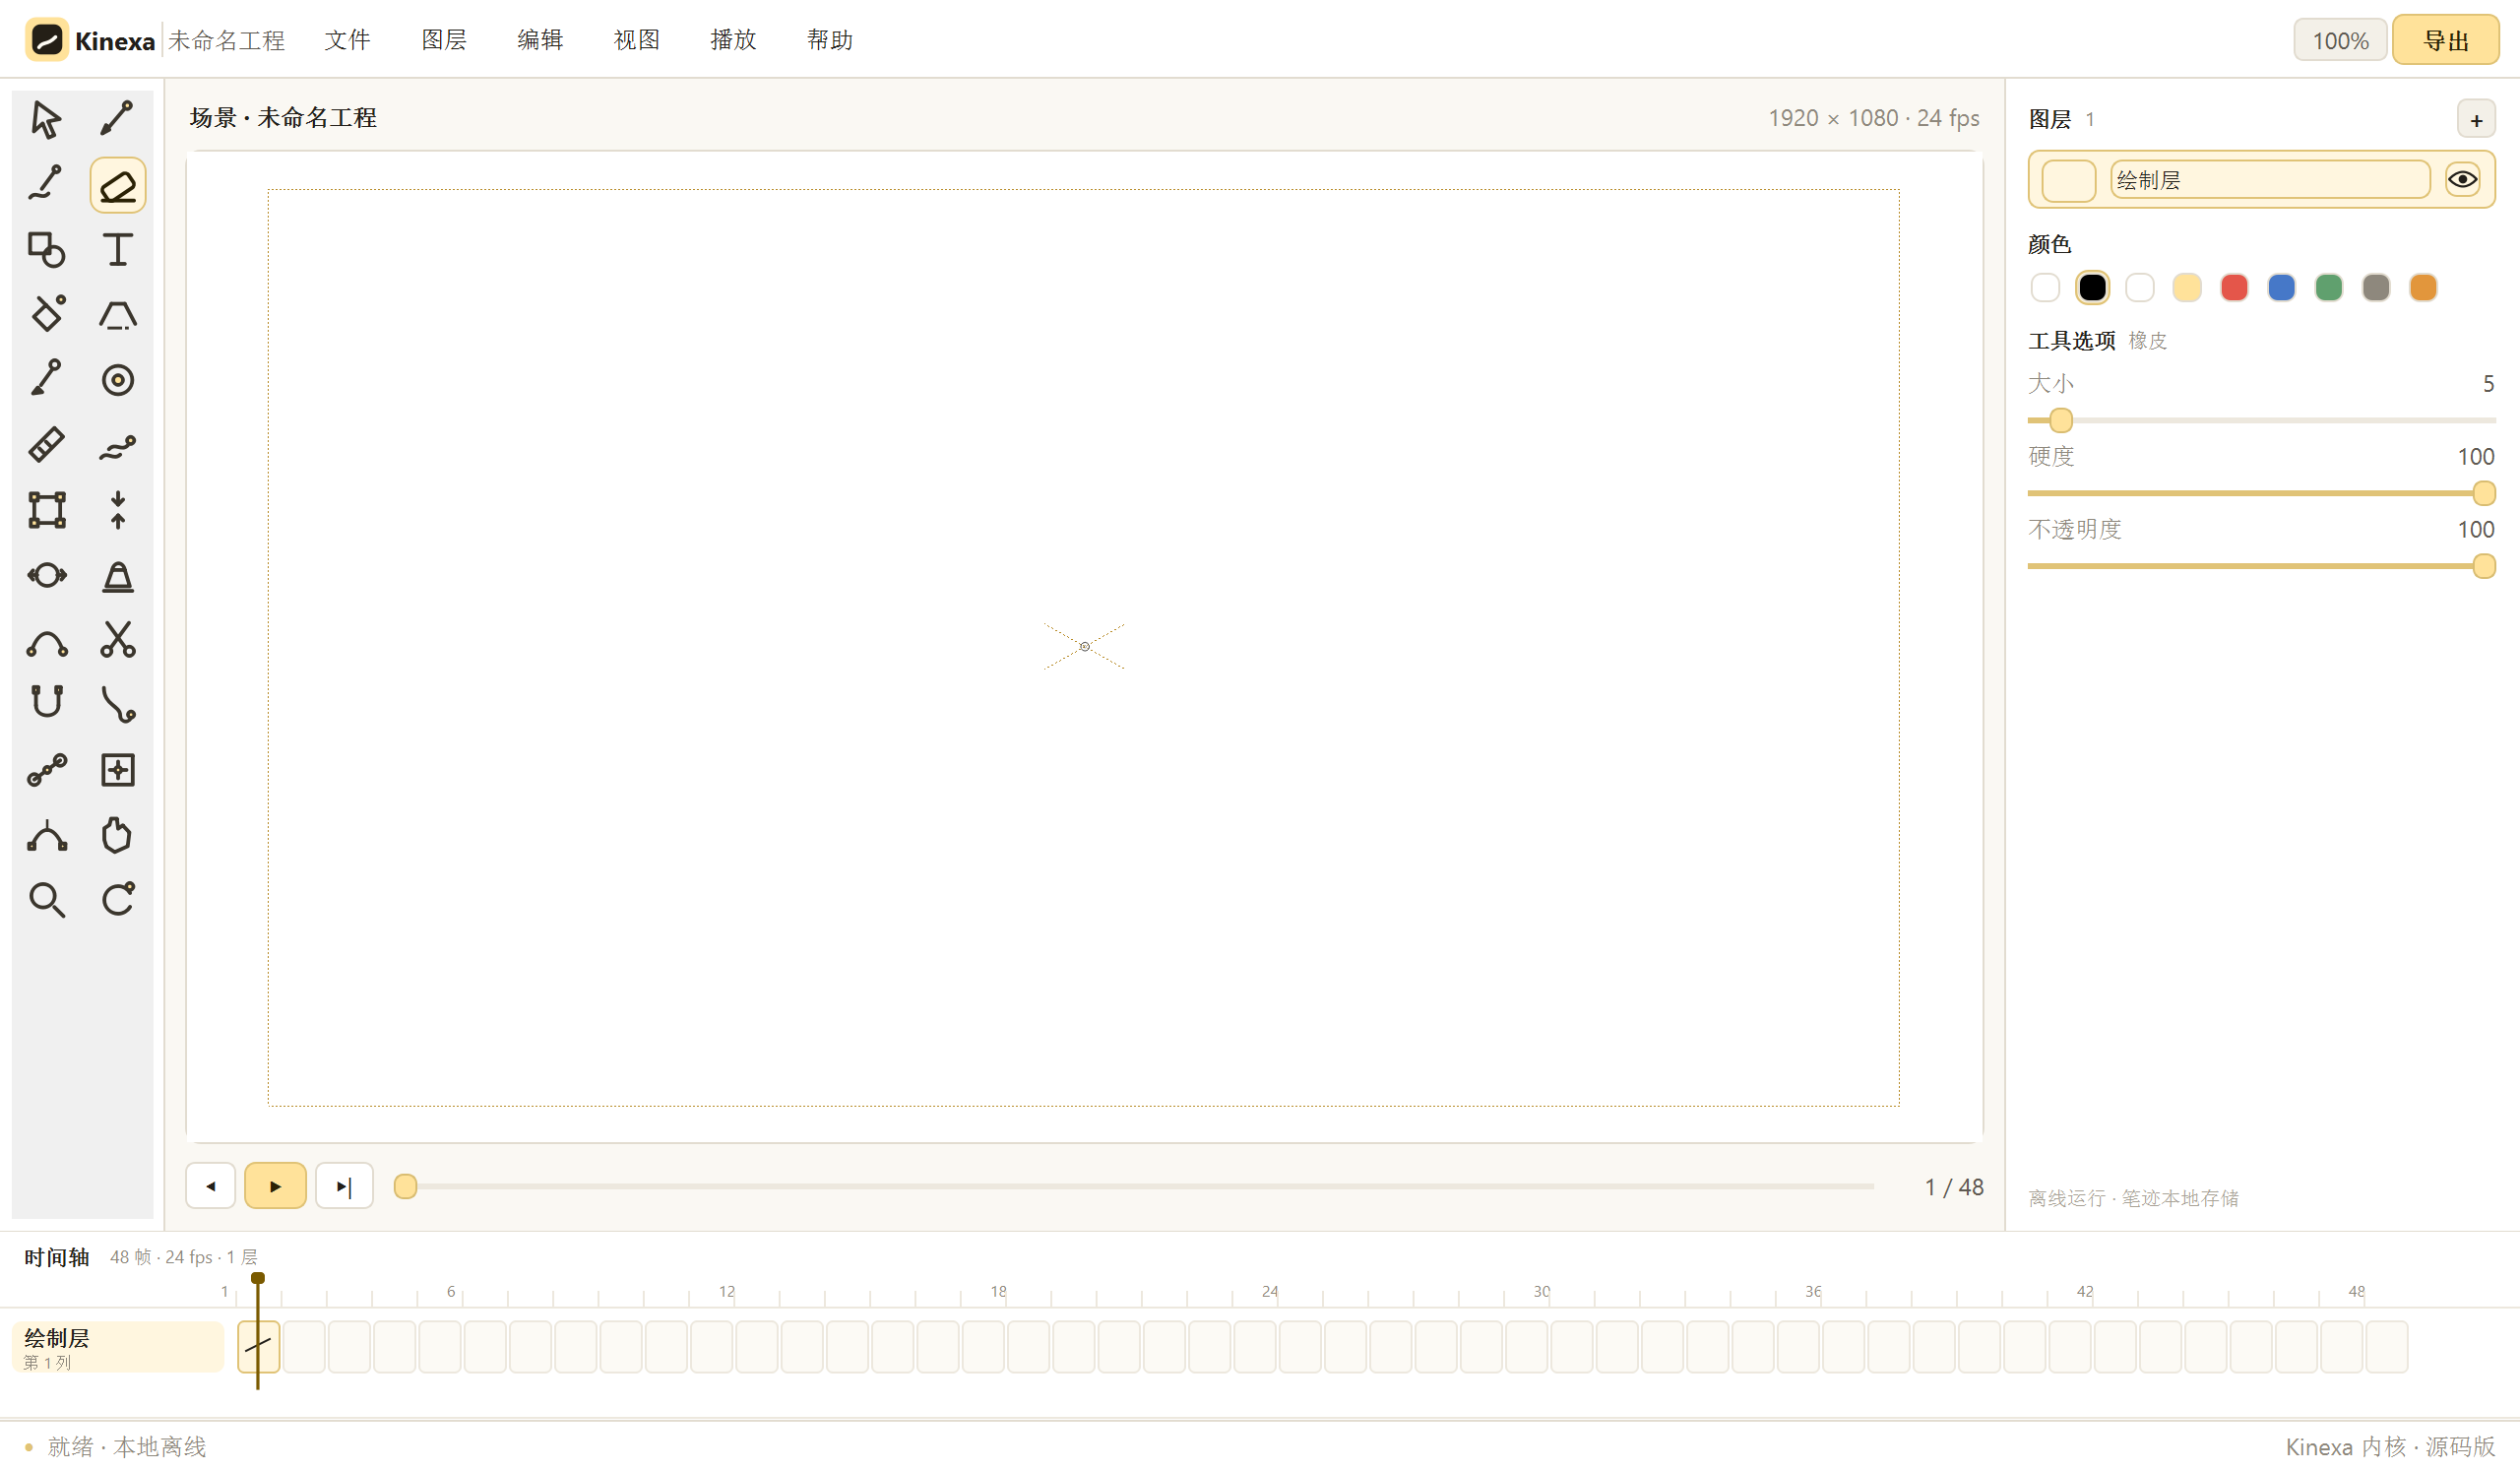 Kinexa 未命名工程 文件 图层 编辑 视图 播放 帮助 100% 导出
场景 · 未命名工程 1920 × 1080 · 24 fps
图层 1 +
绘制层
颜色
工具选项 橡皮
大小 5
硬度 100
不透明度 100
1 / 48
离线运行 · 笔迹本地存储
时间轴 48 帧 · 24 fps · 1 层
1 6 12 18 24 30 36 42 48
绘制层
第 1 列
就绪 · 本地离线 Kinexa 内核 · 源码版